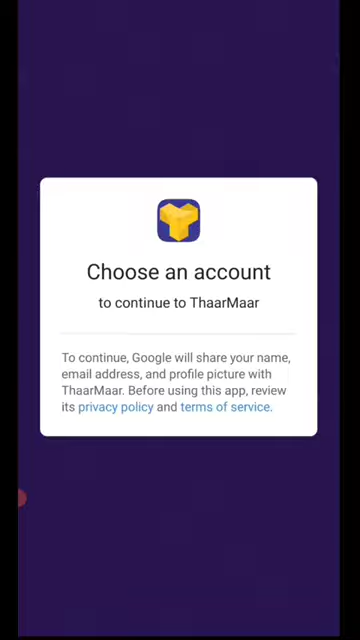 Choose an account
to continue to ThaarMaar
To continue, Google will share your name,
email address, and profile picture with
ThaarMaar. Before using this app, review
its privacy policy and terms of service.